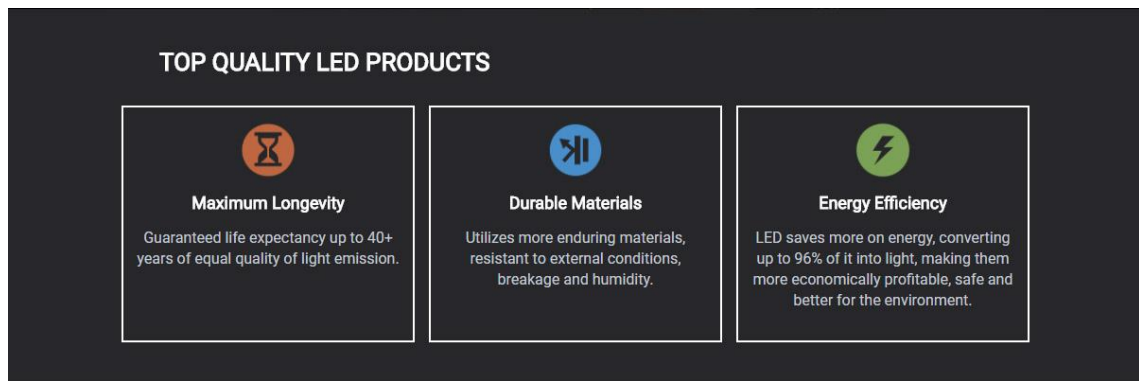 TOP QUALITY LED PRODUCTS
Maximum Longevity
Guaranteed life expectancy up to 40+
years of equal quality of light emission.
Durable Materials
Utilizes more enduring materials,
resistant to external conditions,
breakage and humidity.
Energy Efficiency
LED saves more on energy, converting
up to 96% of it into light, making them
more economically profitable, safe and
better for the environment.